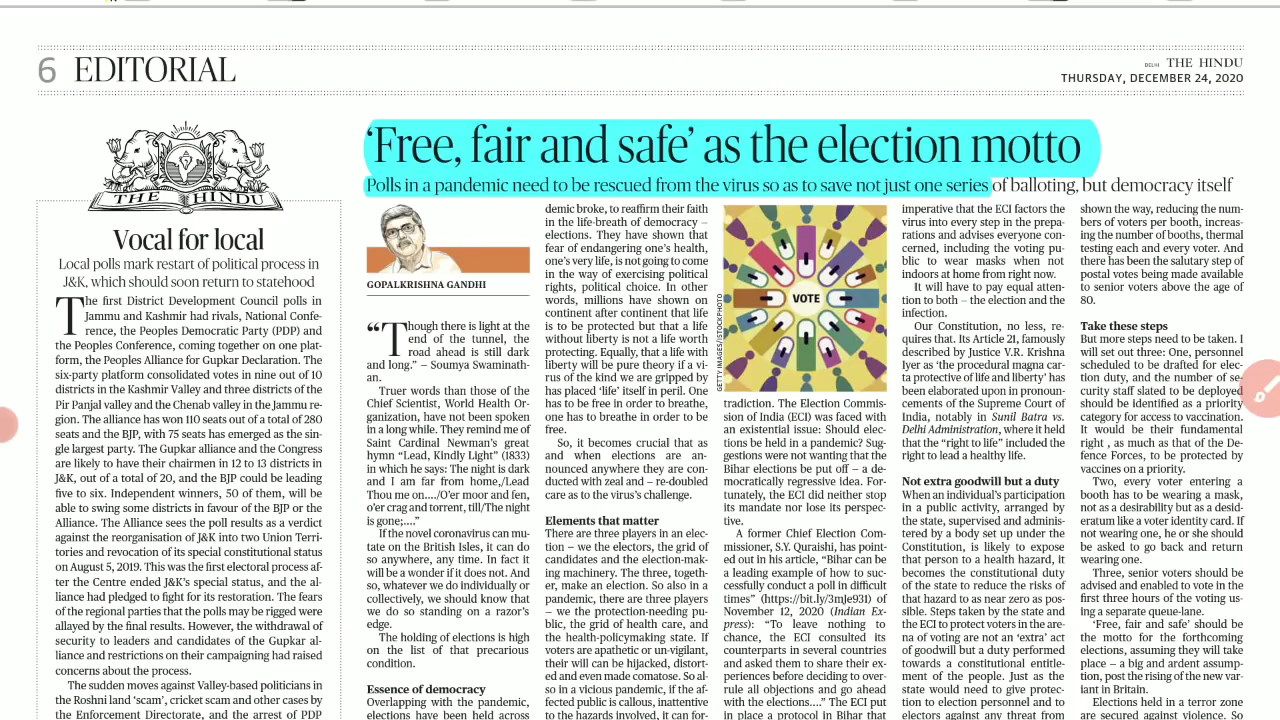 6 EDITORIAL
DELHI THE HINDU
THURSDAY, DECEMBER 24, 2020
THE HINDU
Vocal for local
Local polls mark restart of political process in
J&K, which should soon return to statehood
The first District Development Council polls in
Jammu and Kashmir had rivals, National Confe-
rence, the Peoples Democratic Party (PDP) and
the Peoples Conference, coming together on one plat-
form, the Peoples Alliance for Gupkar Declaration. The
six-party platform consolidated votes in nine out of 10
districts in the Kashmir Valley and three districts of the
Pir Panjal valley and the Chenab valley in the Jammu re-
gion. The alliance has won 110 seats out of a total of 280
seats and the BJP, with 75 seats has emerged as the sin-
gle largest party. The Gupkar alliance and the Congress
are likely to have their chairmen in 12 to 13 districts in
J&K, out of a total of 20, and the BJP could be leading
five to six. Independent winners, 50 of them, will be
able to swing some districts in favour of the BJP or the
Alliance. The Alliance sees the poll results as a verdict
against the reorganisation of J&K into two Union Terri-
tories and revocation of its special constitutional status
on August 5, 2019. This was the first electoral process af-
ter the Centre ended J&K's special status, and the al-
liance had pledged to fight for its restoration. The fears
of the regional parties that the polls may be rigged were
allayed by the final results. However, the withdrawal of
security to leaders and candidates of the Gupkar al-
liance and restrictions on their campaigning had raised
concerns about the process.
The sudden moves against Valley-based politicians in
the Roshni land 'scam', cricket scam and other cases by
the Enforcement Directorate, and the arrest of PDP
'Free, fair and safe' as the election motto
Polls in a pandemic need to be rescued from the virus so as to save not just one series of balloting, but democracy itself
GOPALKRISHNA GANDHI
"Though there is light at the
end of the tunnel, the
road ahead is still dark
and long." – Soumya Swaminath-
an.
Truer words than those of the
Chief Scientist, World Health Or-
ganization, have not been spoken
in a long while. They remind me of
Saint Cardinal Newman's great
hymn "Lead, Kindly Light" (1833)
in which he says: The night is dark
and I am far from home,/Lead
Thou me on..../O'er moor and fen,
o'er crag and torrent, till/The night
is gone;...."
If the novel coronavirus can mu-
tate on the British Isles, it can do
so anywhere, any time. In fact it
will be a wonder if it does not. And
so, whatever we do individually or
collectively, we should know that
we do so standing on a razor's
edge.
The holding of elections is high
on the list of that precarious
condition.
Essence of democracy
Overlapping with the pandemic,
elections have been held across
demic broke, to reaffirm their faith
in the life-breath of democracy –
elections. They have shown that
fear of endangering one's health,
one's very life, is not going to come
in the way of exercising political
rights, political choice. In other
words, millions have shown on
continent after continent that life
is to be protected but that a life
without liberty is not a life worth
protecting. Equally, that a life with
liberty will be pure theory if a vi-
rus of the kind we are gripped by
has placed 'life' itself in peril. One
has to be free in order to breathe,
one has to breathe in order to be
free.
So, it becomes crucial that as
and when elections are an-
nounced anywhere they are con-
ducted with zeal and – re-doubled
care as to the virus's challenge.
Elements that matter
There are three players in an elec-
tion – we the electors, the grid of
candidates and the election-mak-
ing machinery. The three, togeth-
er, make an election. So also in a
pandemic, there are three players
– we the protection-needing pu-
blic, the grid of health care, and
the health-policymaking state. If
voters are apathetic or un-vigilant,
their will can be hijacked, distort-
ed and even made comatose. So al-
so in a vicious pandemic, if the af-
fected public is callous, inattentive
to the hazards involved, it can for-
VOTE
GETTY IMAGES/ISTOCKPHOTO
tradition. The Election Commis-
sion of India (ECI) was faced with
an existential issue: Should elec-
tions be held in a pandemic? Sug-
gestions were not wanting that the
Bihar elections be put off – a de-
mocratically regressive idea. For-
tunately, the ECI did neither stop
its mandate nor lose its perspec-
tive.
A former Chief Election Com-
missioner, S.Y. Quraishi, has point-
ed out in his article, "Bihar can be
a leading example of how to suc-
cessfully conduct a poll in difficult
times" (https://bit.ly/3mJe931) of
November 12, 2020 (Indian Ex-
press): "To leave nothing to
chance, the ECI consulted its
counterparts in several countries
and asked them to share their ex-
periences before deciding to over-
rule all objections and go ahead
with the elections...." The ECI put
in place a protocol in Bihar that
imperative that the ECI factors the
virus into every step in the prepa-
rations and advises everyone con-
cerned, including the voting pu-
blic to wear masks when not
indoors at home from right now.
It will have to pay equal atten-
tion to both – the election and the
infection.
Our Constitution, no less, re-
quires that. Its Article 21, famously
described by Justice V.R. Krishna
Iyer as 'the procedural magna car-
ta protective of life and liberty' has
been elaborated upon in pronoun-
cements of the Supreme Court of
India, notably in Sunil Batra vs.
Delhi Administration, where it held
that the "right to life" included the
right to lead a healthy life.
Not extra goodwill but a duty
When an individual's participation
in a public activity, arranged by
the state, supervised and adminis-
tered by a body set up under the
Constitution, is likely to expose
that person to a health hazard, it
becomes the constitutional duty
of the state to reduce the risks of
that hazard to as near zero as pos-
sible. Steps taken by the state and
the ECI to protect voters in the are-
na of voting are not an 'extra' act
of goodwill but a duty performed
towards a constitutional entitle-
ment of the people. Just as the
state would need to give protec-
tion to election personnel and to
electors against any threat from
shown the way, reducing the num-
bers of voters per booth, increas-
ing the number of booths, thermal
testing each and every voter. And
there has been the salutary step of
postal votes being made available
to senior voters above the age of
80.
Take these steps
But more steps need to be taken. I
will set out three: One, personnel
scheduled to be drafted for elec-
tion duty, and the number of se-
curity staff slated to be deployed
should be identified as a priority
category for access to vaccination.
It would be their fundamental
right , as much as that of the De-
fence Forces, to be protected by
vaccines on a priority.
Two, every voter entering a
booth has to be wearing a mask,
not as a desirability but as a desid-
eratum like a voter identity card. If
not wearing one, he or she should
be asked to go back and return
wearing one.
Three, senior voters should be
advised and enabled to vote in the
first three hours of the voting us-
ing a separate queue-lane.
'Free, fair and safe' should be
the motto for the forthcoming
elections, assuming they will take
place – a big and ardent assump-
tion, post the rising of the new var-
iant in Britain.
Elections held in a terror zone
are secured against violence. So